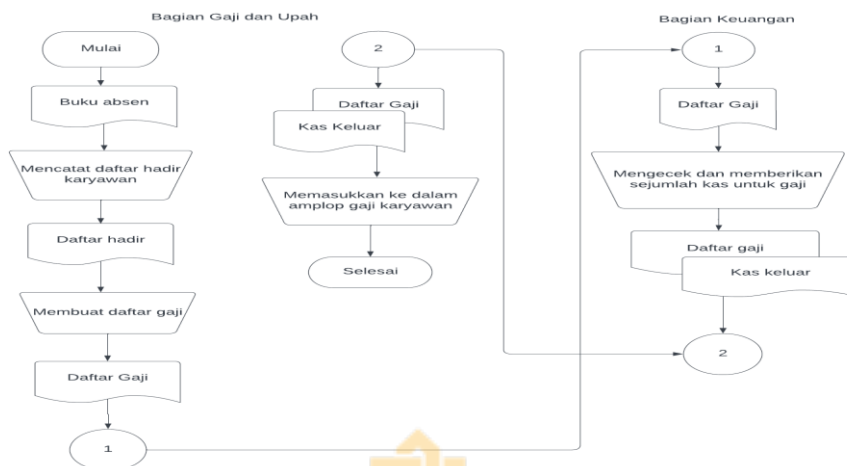 Bagian Gaji dan Upah
Mulai
Buku absen
Mencatat daftar hadir
karyawan
Daftar hadir
Membuat daftar gaji
Daftar Gaji
1
2
Daftar Gaji
Kas Keluar
Memasukkan ke dalam
amplop gaji karyawan
Selesai
Bagian Keuangan
1
Daftar Gaji
Mengecek dan memberikan
sejumlah kas untuk gaji
Daftar gaji
Kas keluar
2